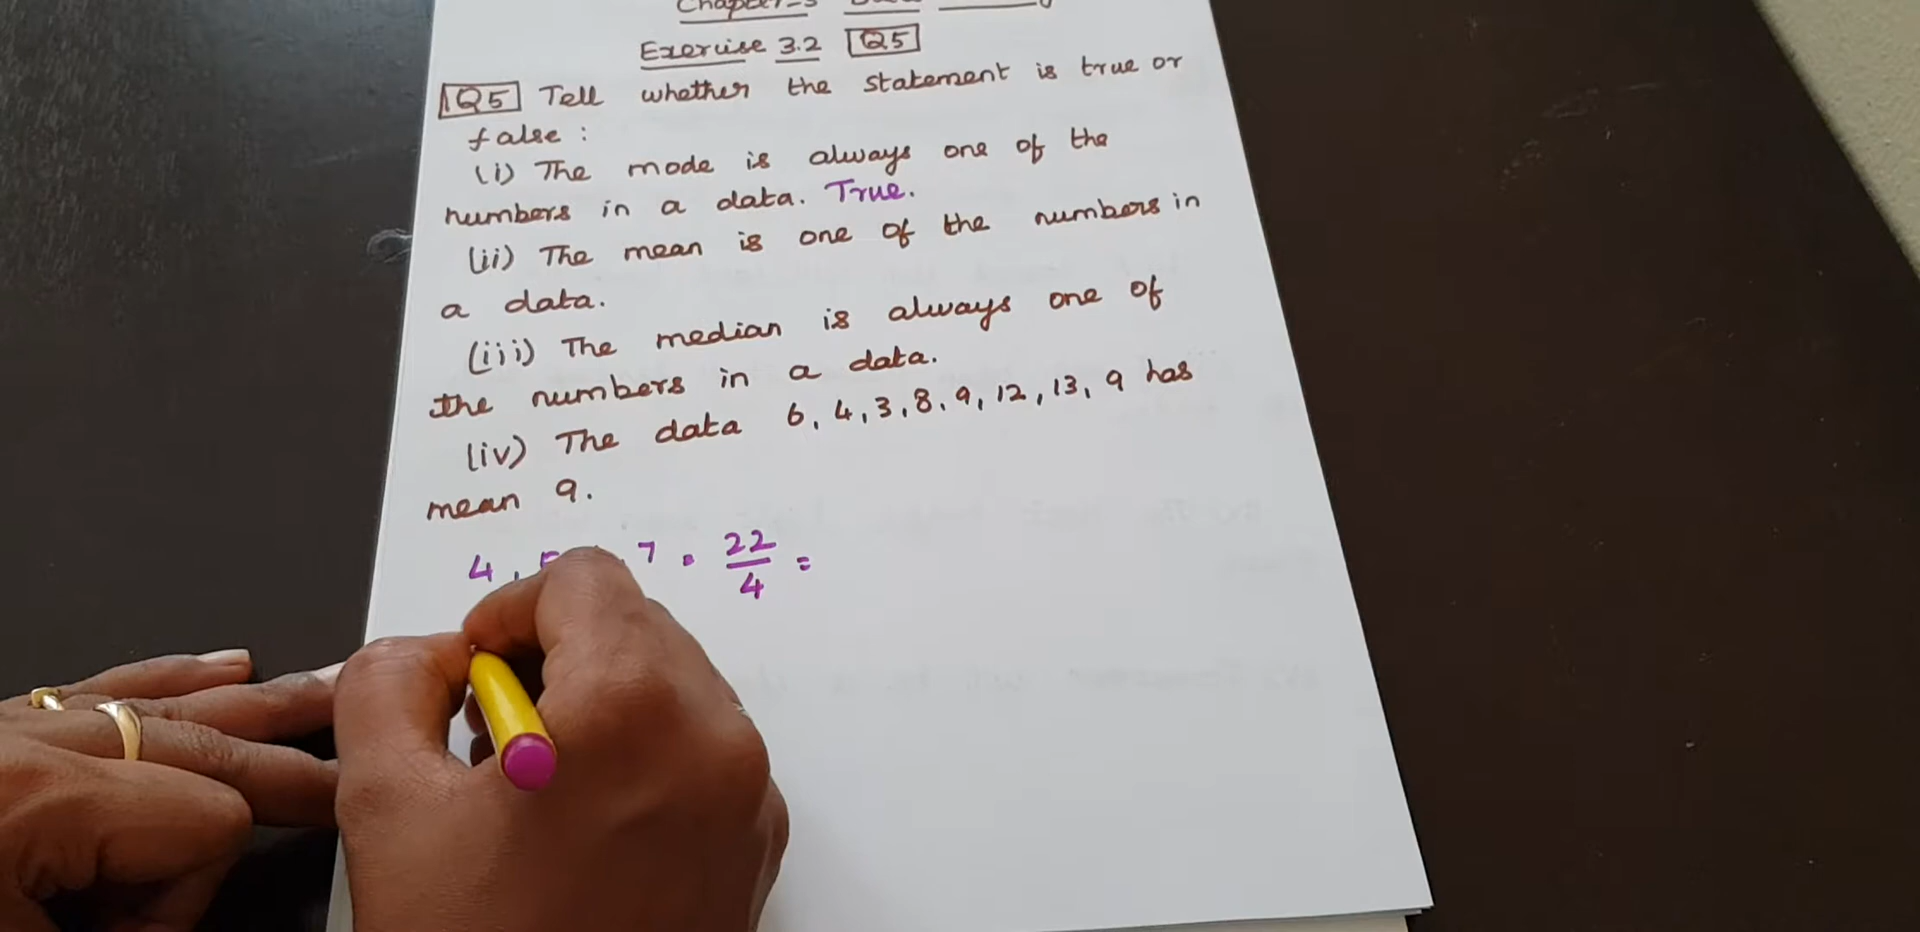 Chapter-3
Exercise 3.2 Q5
Q5 Tell whether the statement is true or
false :
(i) The mode is always one of the
numbers in a data. True.
(ii) The mean is one of the numbers in
a data.
(iii) The median is always one of
the numbers in a data.
(iv) The data 6, 4, 3, 8, 9, 12, 13, 9 has
mean 9.
4, 5 , 7 = 22/4 =